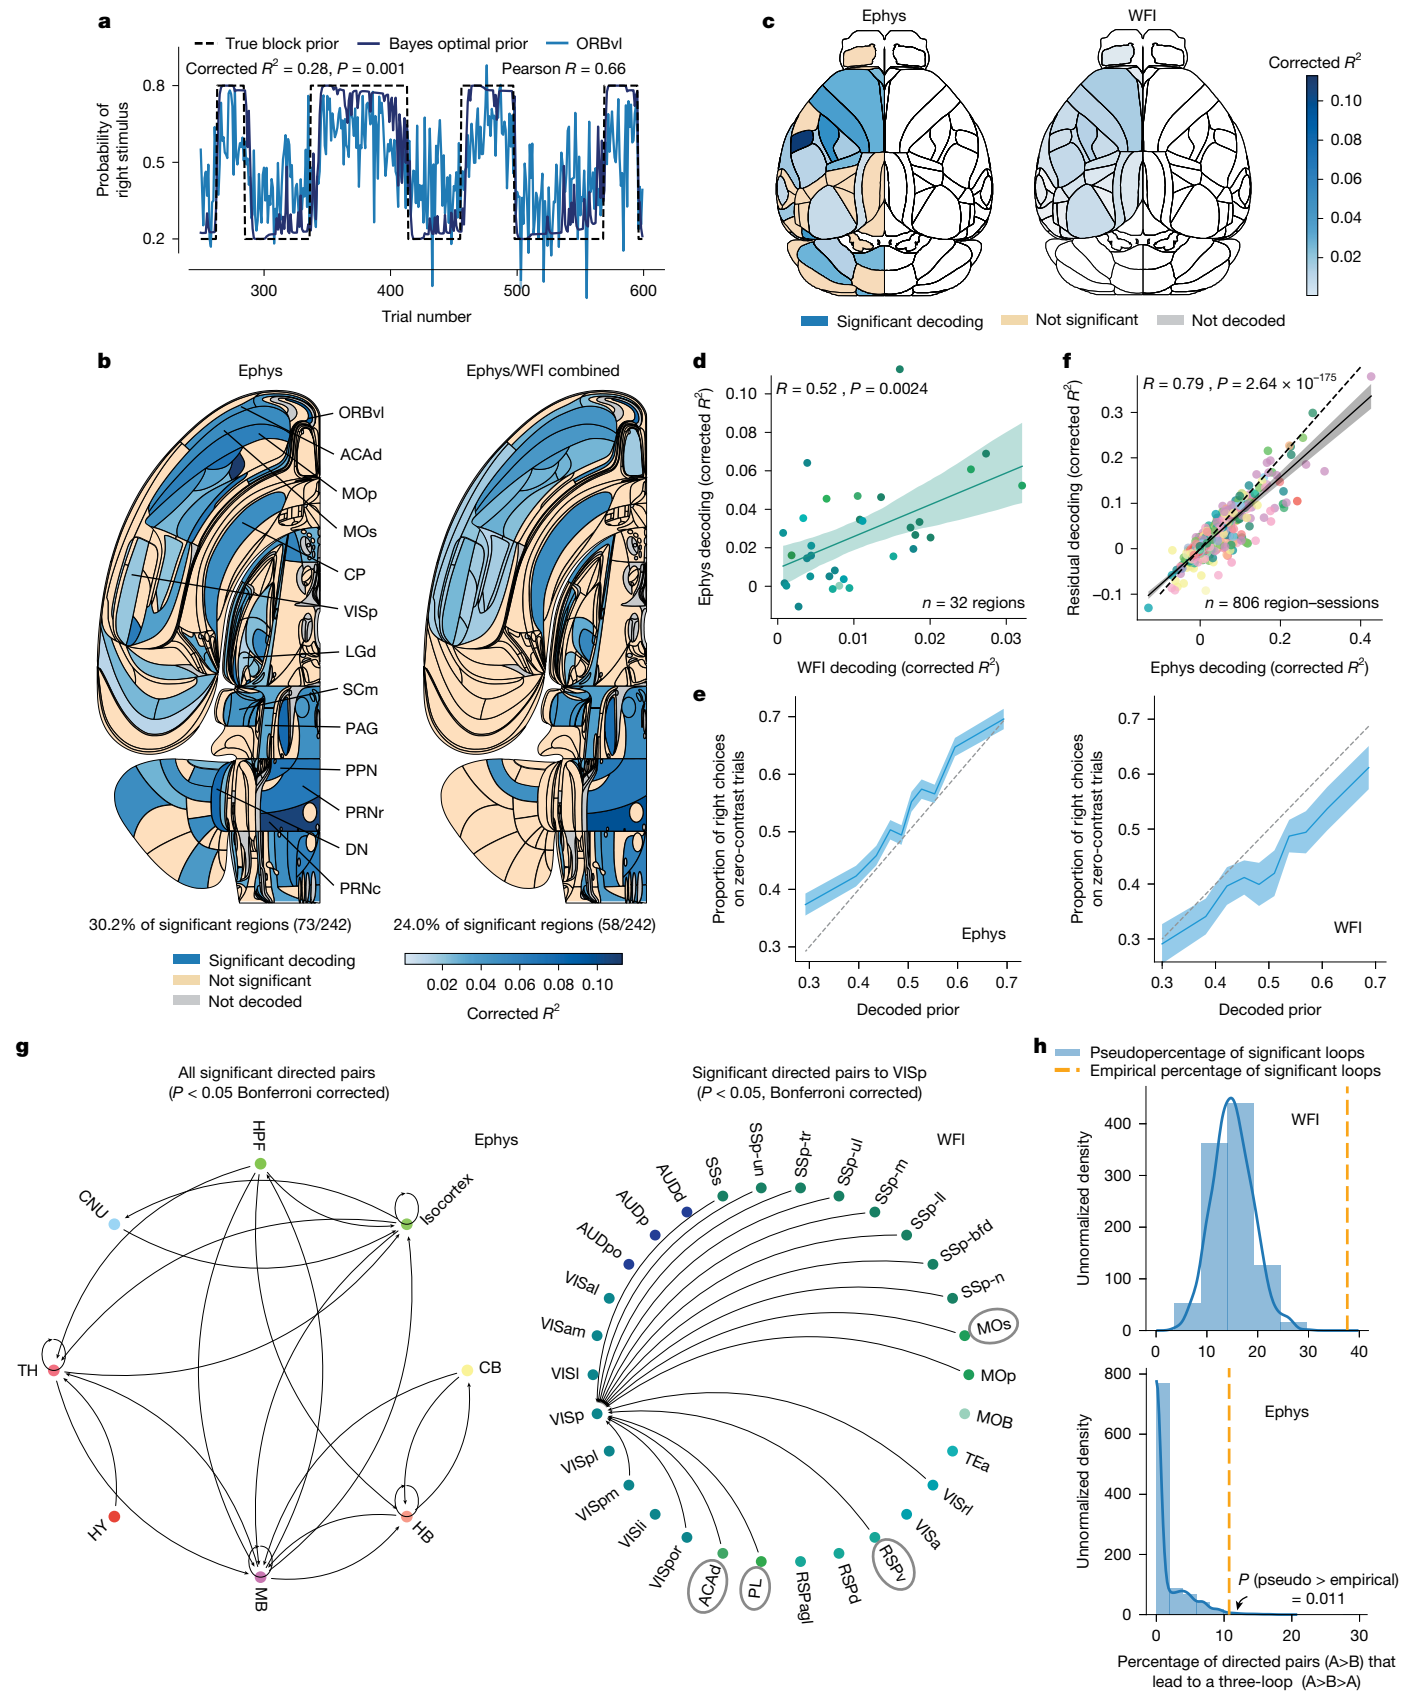 a
True block prior
Bayes optimal prior
ORBvl
Corrected R² = 0.28, P = 0.001
Pearson R = 0.66
Probability of
right stimulus
0.8
0.5
0.2
300
400
500
600
Trial number
c
Ephys
WFI
Corrected R²
0.10
0.08
0.06
0.04
0.02
Significant decoding
Not significant
Not decoded
b
Ephys
Ephys/WFI combined
ORBvl
ACAd
MOp
MOs
CP
VISp
LGd
SCm
PAG
PPN
PRNr
DN
PRNc
30.2% of significant regions (73/242)
24.0% of significant regions (58/242)
Significant decoding
Not significant
Not decoded
0.02 0.04 0.06 0.08 0.10
Corrected R²
d
R = 0.52 , P = 0.0024
Ephys decoding (corrected R²)
0.10
0.08
0.06
0.04
0.02
0
n = 32 regions
0
0.01
0.02
0.03
WFI decoding (corrected R²)
f
R = 0.79 , P = 2.64 × 10⁻¹⁷⁵
Residual decoding (corrected R²)
0.3
0.2
0.1
0
−0.1
n = 806 region–sessions
0
0.2
0.4
Ephys decoding (corrected R²)
e
Proportion of right choices
on zero-contrast trials
0.7
0.6
0.5
0.4
0.3
Ephys
0.3
0.4
0.5
0.6
0.7
Decoded prior
Proportion of right choices
on zero-contrast trials
0.7
0.6
0.5
0.4
0.3
WFI
0.3
0.4
0.5
0.6
0.7
Decoded prior
g
All significant directed pairs
(P < 0.05 Bonferroni corrected)
Ephys
HPF
Isocortex
CNU
TH
CB
HY
HB
MB
Significant directed pairs to VISp
(P < 0.05, Bonferroni corrected)
WFI
SSp-un
SSp-tr
SSp-ul
SSp-m
SSp-ll
SSp-bfd
SSp-n
MOs
MOp
MOB
TEa
VISrl
VISa
RSPv
RSPd
RSPagl
PL
ACAd
VISpor
VISli
VISpm
VISpl
VISp
VISl
VISam
VISal
AUDpo
AUDp
AUDd
SSs
h
Pseudopercentage of significant loops
Empirical percentage of significant loops
WFI
Unnormalized density
400
300
200
100
0
0
10
20
30
40
Ephys
Unnormalized density
800
600
400
200
0
P (pseudo > empirical)
= 0.011
0
10
20
30
Percentage of directed pairs (A>B) that
lead to a three-loop (A>B>A)